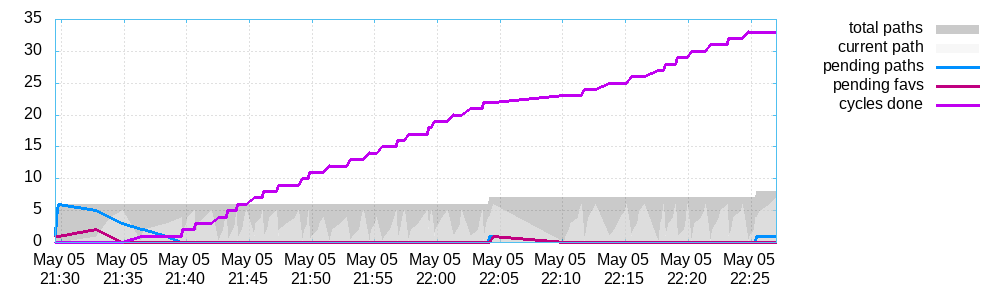 35
30
25
20
15
10
5
0
May 05 May 05 May 05 May 05 May 05 May 05 May 05 May 05 May 05 May 05 May 05 May 05
21:30 21:35 21:40 21:45 21:50 21:55 22:00 22:05 22:10 22:15 22:20 22:25
total paths
current path
pending paths
pending favs
cycles done